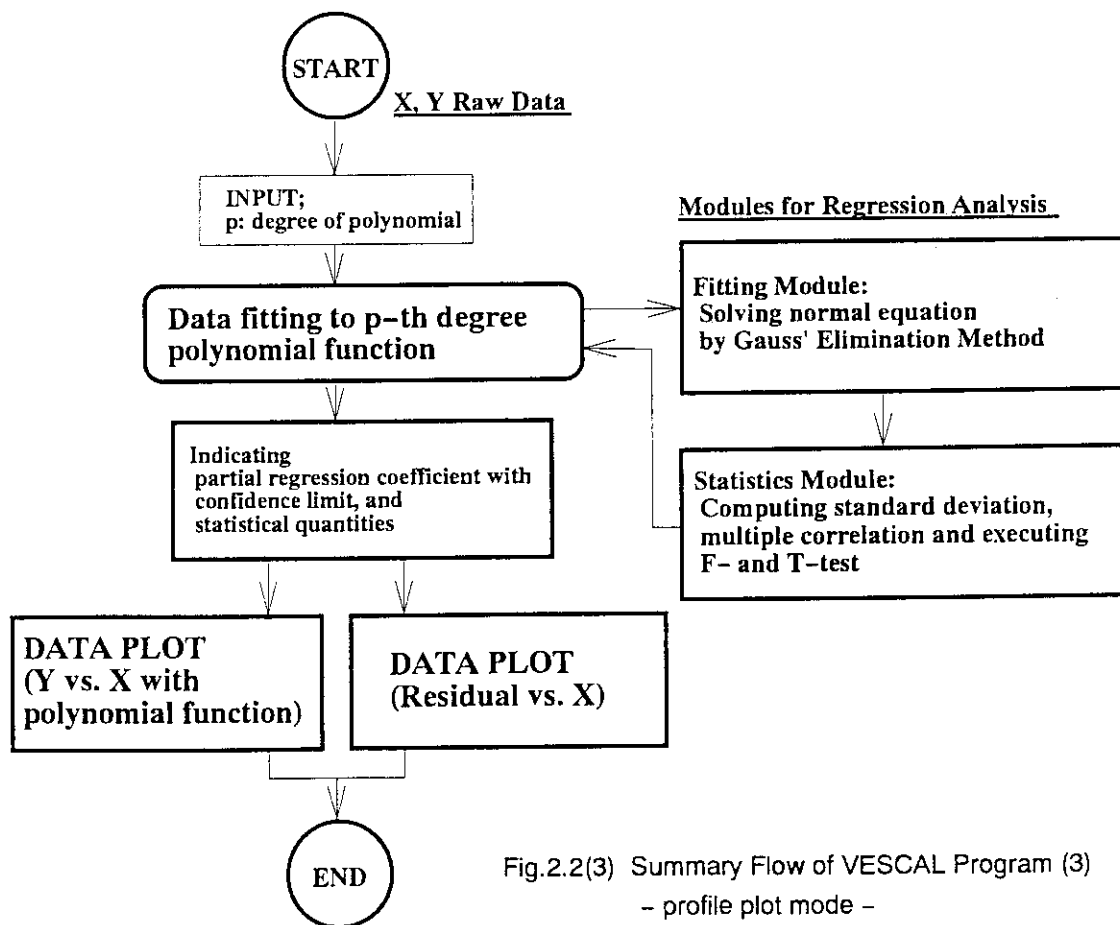 START
X, Y Raw Data
INPUT;
p: degree of polynomial
Data fitting to p-th degree
polynomial function
Modules for Regression Analysis
Fitting Module:
Solving normal equation
by Gauss' Elimination Method
Statistics Module:
Computing standard deviation,
multiple correlation and executing
F- and T-test
Indicating
partial regression coefficient with
confidence limit, and
statistical quantities
DATA PLOT
(Y vs. X with
polynomial function)
DATA PLOT
(Residual vs. X)
END
Fig.2.2(3) Summary Flow of VESCAL Program (3)
- profile plot mode -